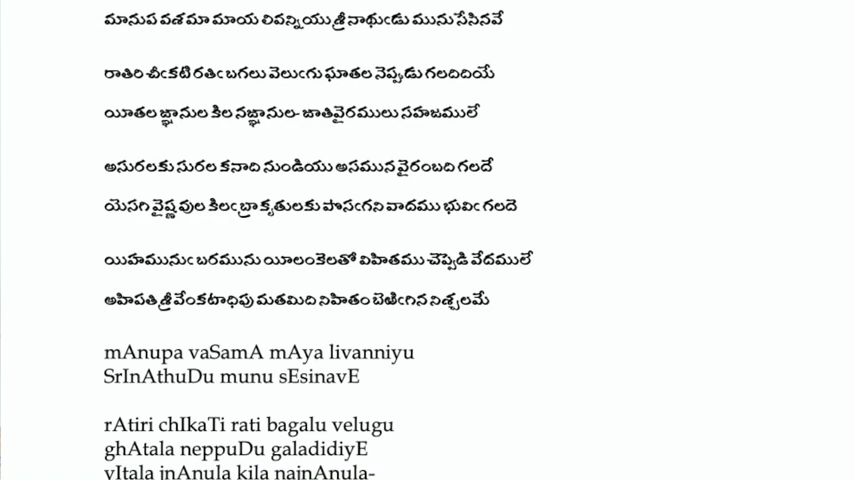 మానుప వశమా మాయ లివన్నియు శ్రీనాథుఁడు మును సేసినవే
రాతిరి చీఁకటి రతిఁ బగలు వెలుఁగు ఘాతల నెప్పడు గలదిదియే
యీతల జ్ఞానుల కిల నజ్ఞానుల- జాతివైరములు సహజములే
అసురలకు సురల కనాది నుండియు అసమున వైరంబది గలదే
యెసగి వైష్ణవుల కిలఁ బ్రాకృతులకు పొసఁగని వాదము భువిఁ గలదె
యిహమునుఁ బరమును యీలంకెలతో విహితము చెప్పెడి వేదములే
అహిపతి శ్రీవేంకటాధిపు మతమిది నిహితం బెఱిఁగిన నిశ్చలమే
mAnupa vaSamA mAya livanniyu
SrInAthuDu munu sEsinavE
rAtiri chIkaTi rati bagalu velugu
ghAtala neppuDu galadidiyE
yItala jnAnula kila najnAnula-